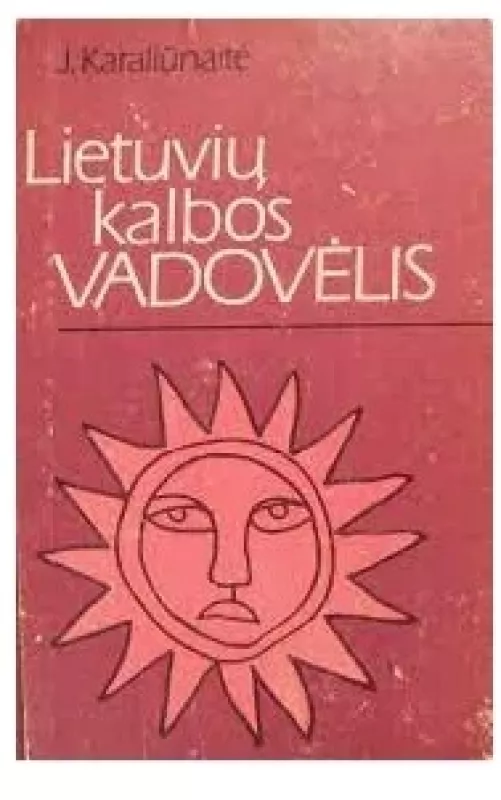 J. Karaliūnaitė
Lietuvių
kalbos
VADOVĖLIS